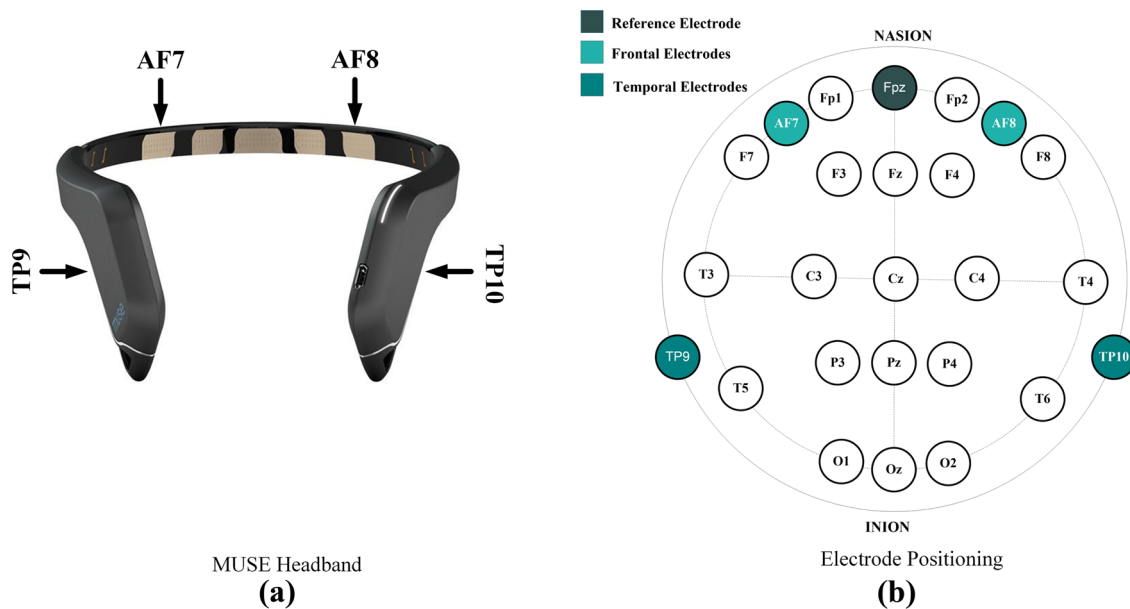 AF7
AF8
TP9
TP10
muse
MUSE Headband
(a)
Reference Electrode
Frontal Electrodes
Temporal Electrodes
NASION
Fp1
Fpz
Fp2
AF7
AF8
F7
F3
Fz
F4
F8
T3
C3
Cz
C4
T4
TP9
P3
Pz
P4
TP10
T5
T6
O1
Oz
O2
INION
Electrode Positioning
(b)